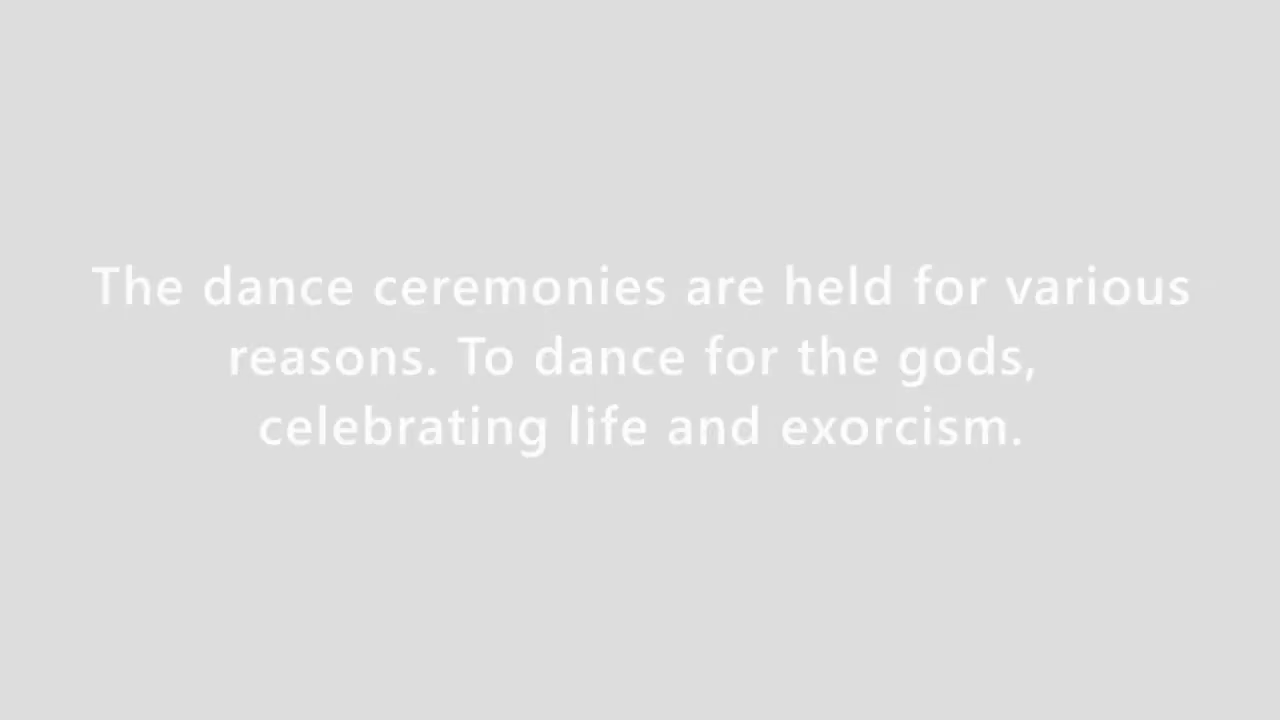 The dance ceremonies are held for various
reasons. To dance for the gods,
celebrating life and exorcism.